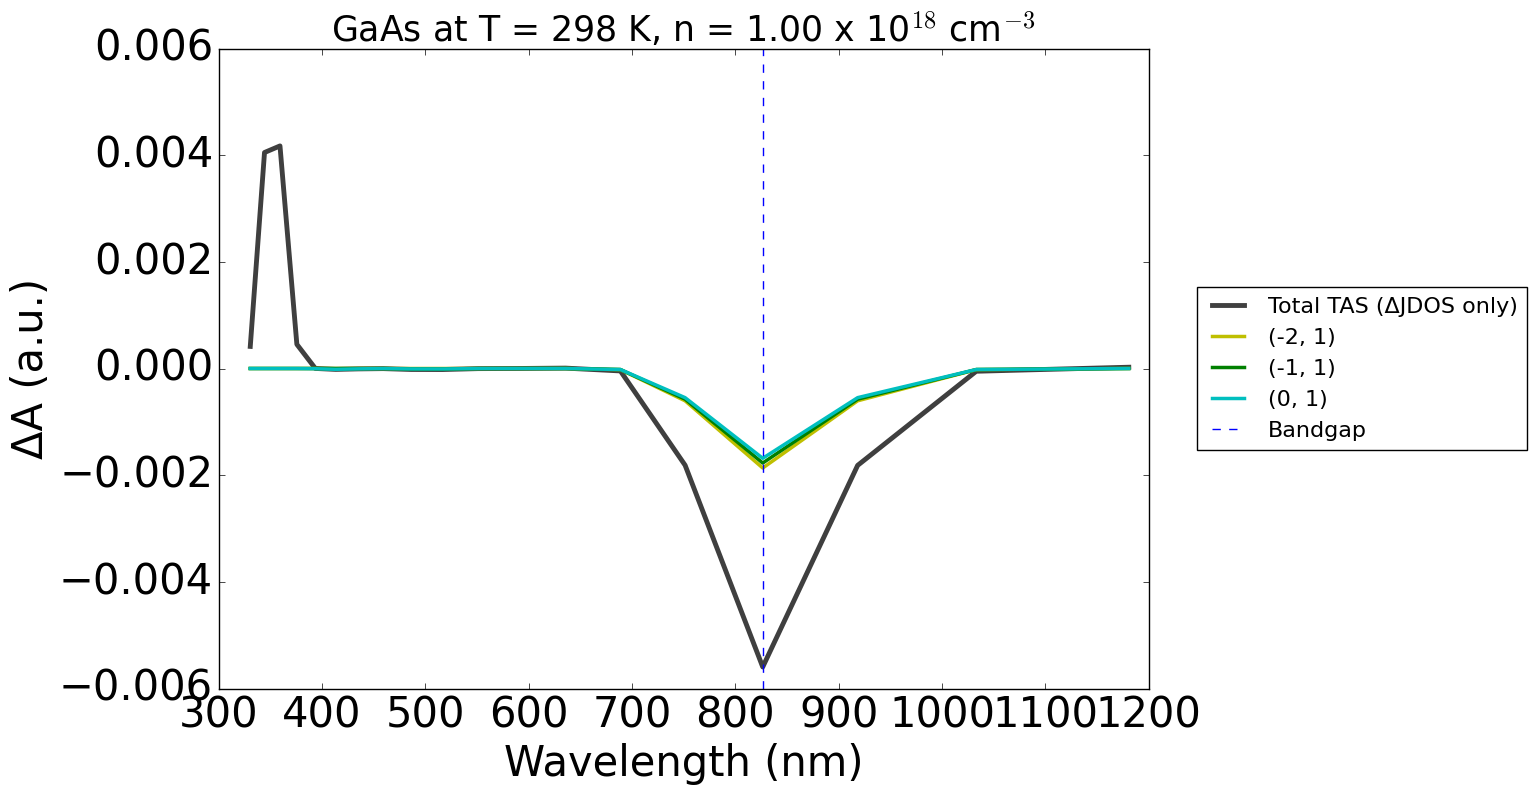 GaAs at T = 298 K, n = 1.00 x 10⁻¹⁸ cm⁻³
ΔA (a.u.)
0.006
0.004
0.002
0.000
−0.002
−0.004
−0.006
300 400 500 600 700 800 900 1000 1100 1200
Wavelength (nm)
Total TAS (ΔJDOS only)
(-2, 1)
(-1, 1)
(0, 1)
Bandgap